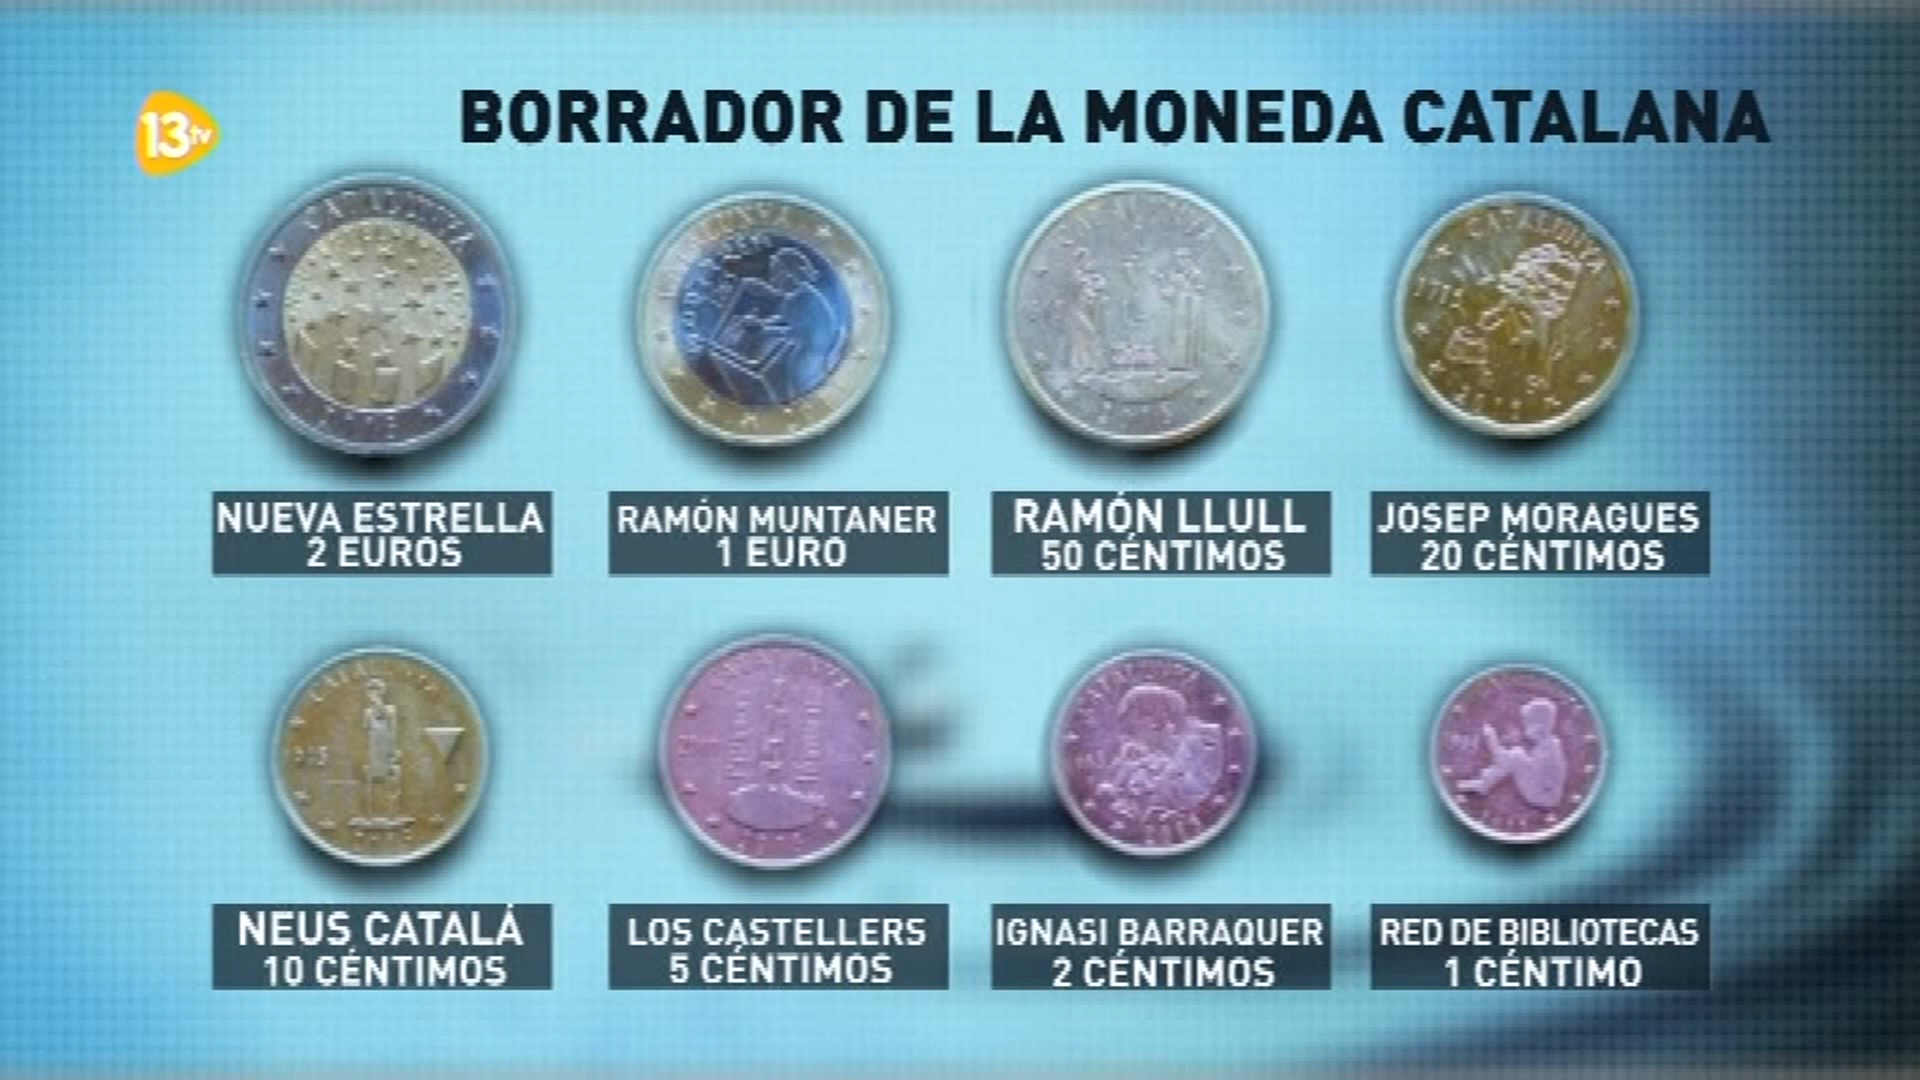 13tv
BORRADOR DE LA MONEDA CATALANA
NUEVA ESTRELLA
2 EUROS
RAMÓN MUNTANER
1 EURO
RAMÓN LLULL
50 CÉNTIMOS
JOSEP MORAGUES
20 CÉNTIMOS
NEUS CATALÁ
10 CÉNTIMOS
LOS CASTELLERS
5 CÉNTIMOS
IGNASI BARRAQUER
2 CÉNTIMOS
RED DE BIBLIOTECAS
1 CÉNTIMO